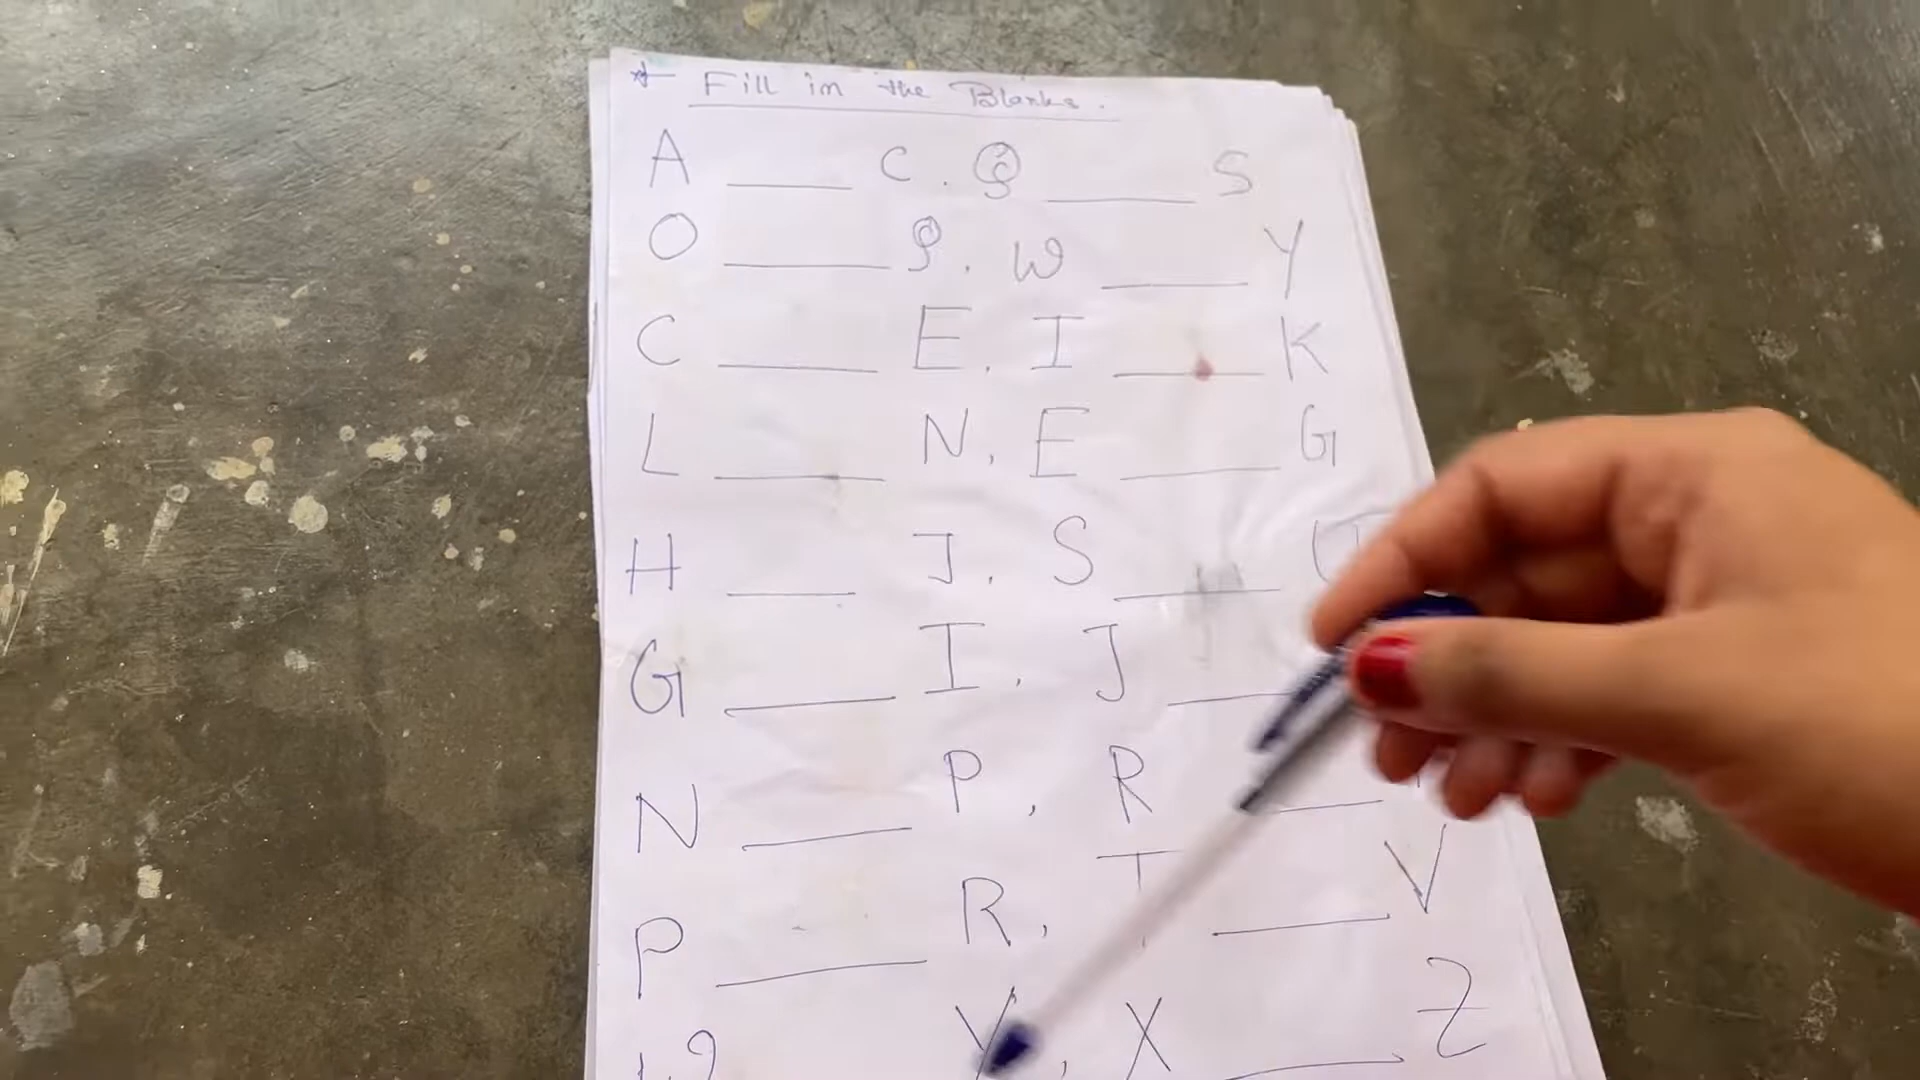 * Fill in the Blanks.
A ____ C. Q ____ S
O ____ Q. W ____ Y
C ____ E. I ____ K
L ____ N, E ____ G
H ____ J. S ____ U
G ____ I. J ____
N ____ P, R ____
P ____ R, T ____ V
W Y, X ____ Z